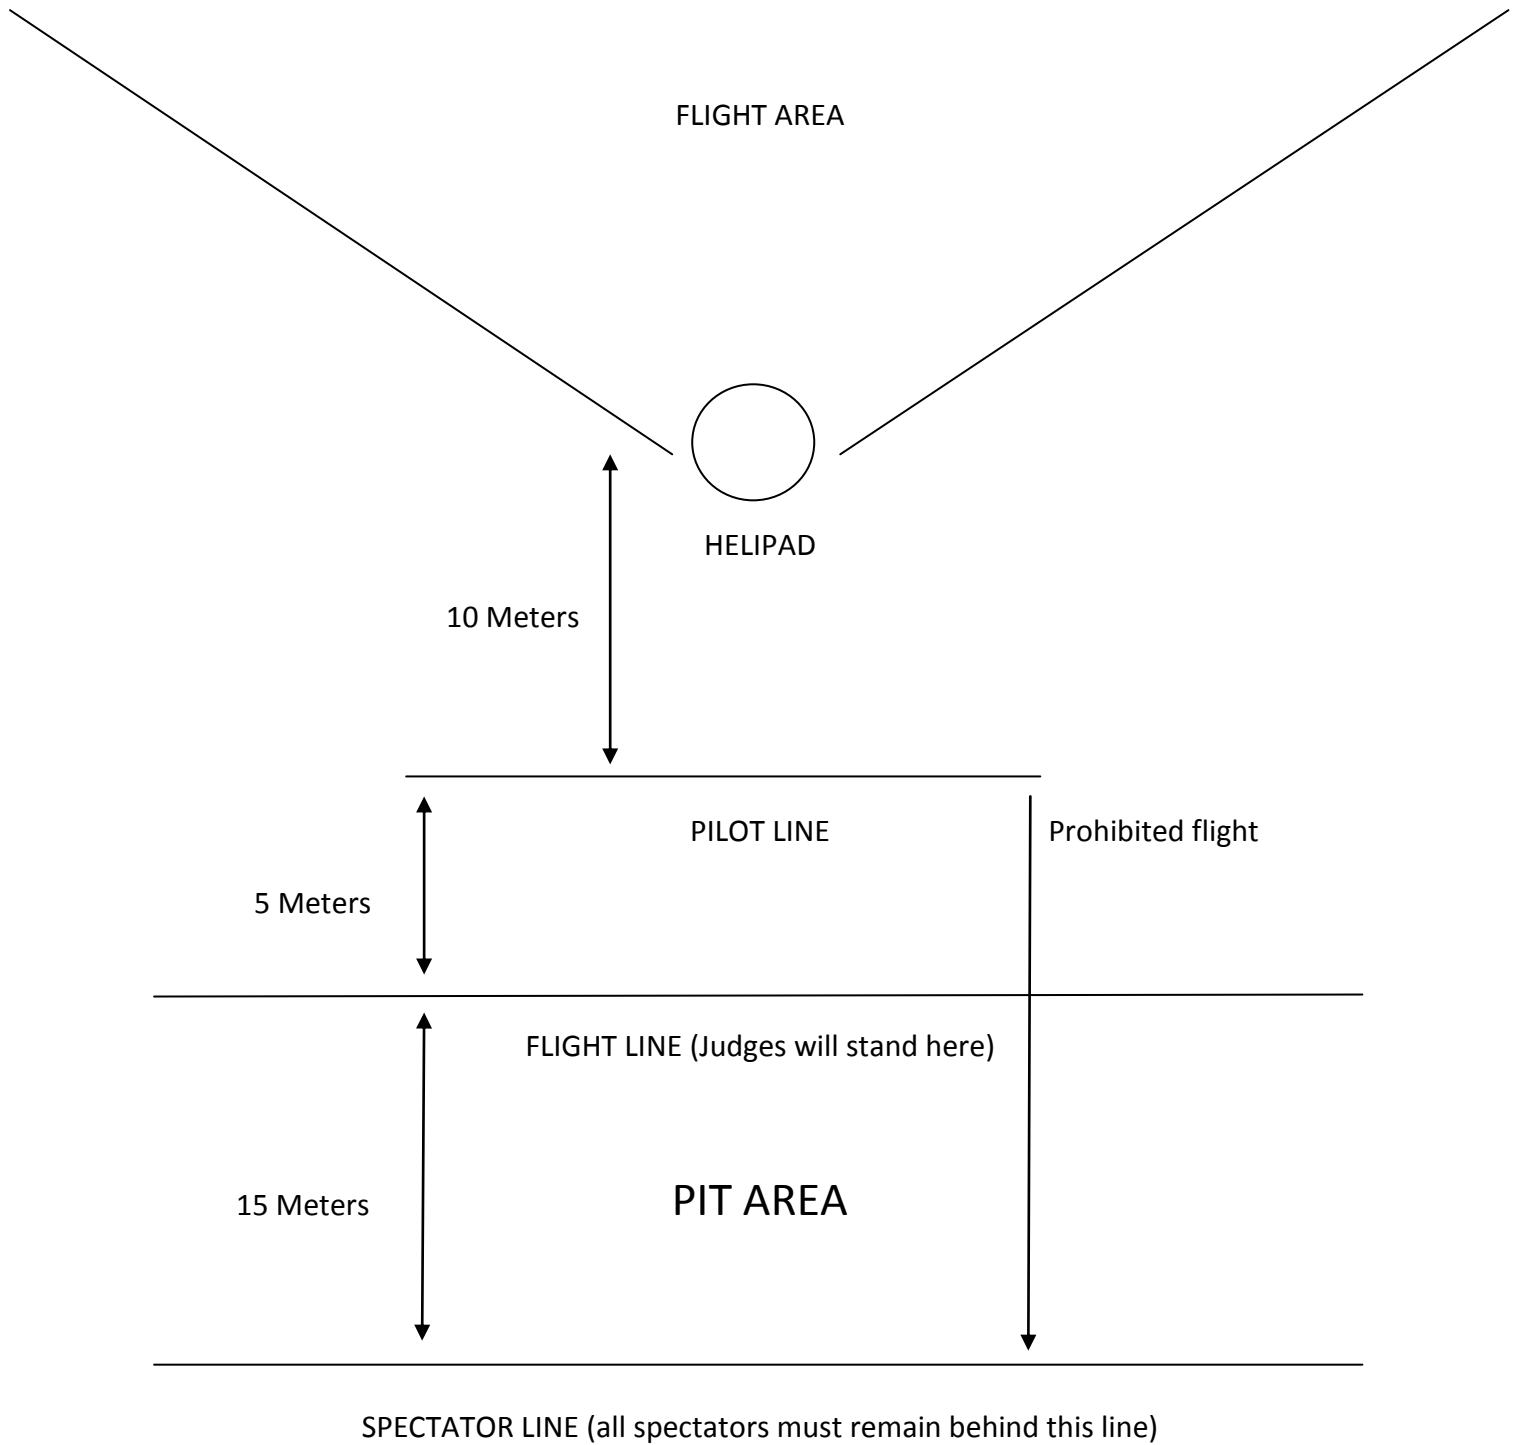 FLIGHT AREA
HELIPAD
10 Meters
PILOT LINE
Prohibited flight
5 Meters
FLIGHT LINE (Judges will stand here)
15 Meters
PIT AREA
SPECTATOR LINE (all spectators must remain behind this line)